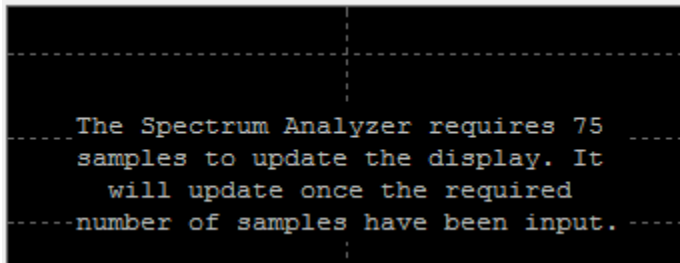 The Spectrum Analyzer requires 75
samples to update the display. It
will update once the required
number of samples have been input.